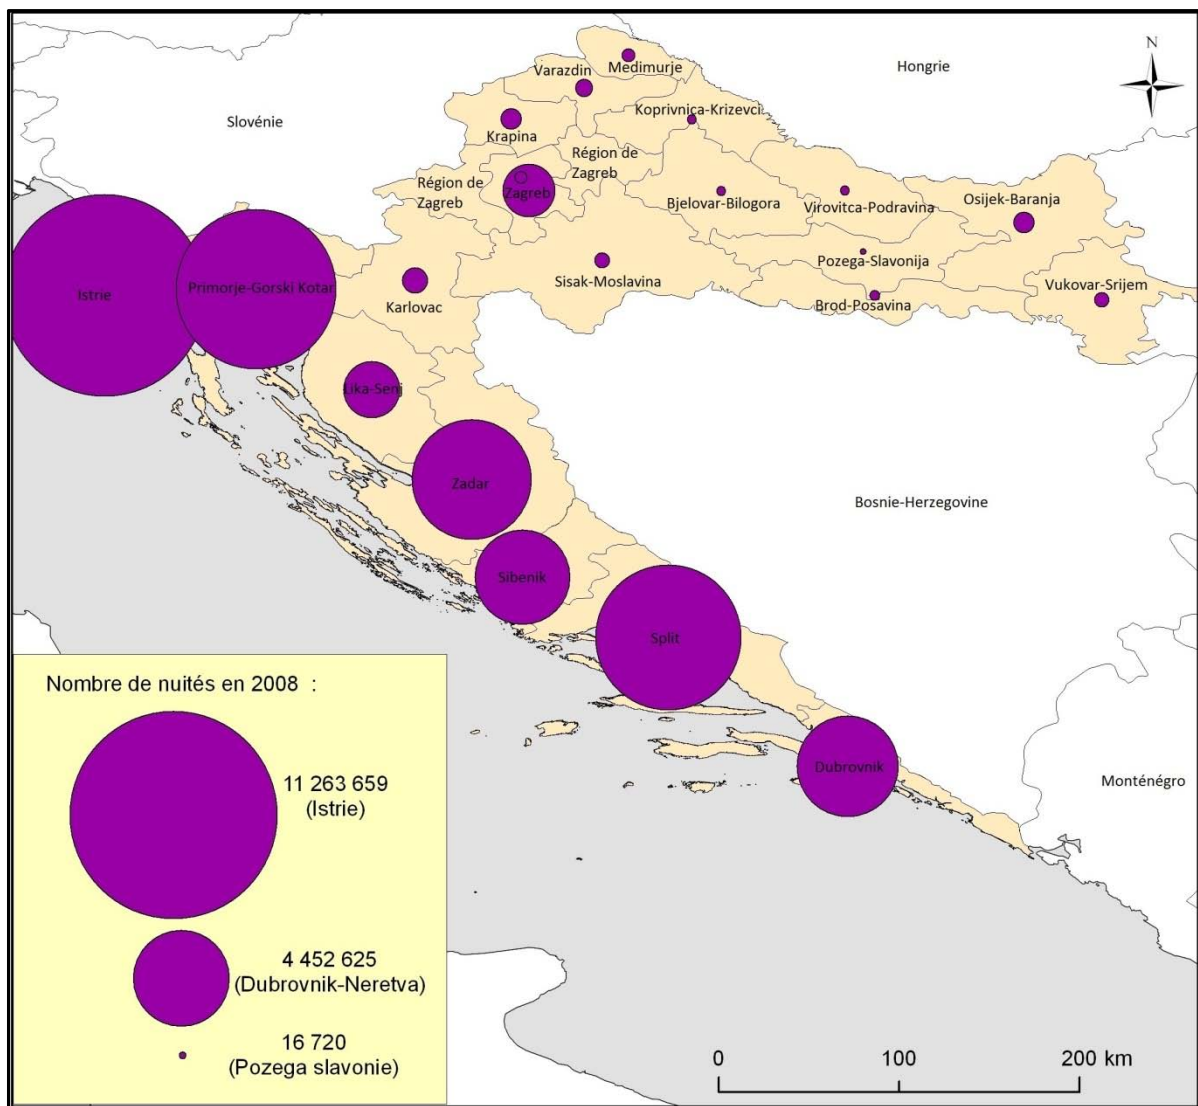 N
Hongrie
Slovénie
Medimurje
Varazdin
Koprivnica-Krizevci
Krapina
Région de
Zagreb
Région de
Zagreb
Zagreb
Bjelovar-Bilogora
Virovitca-Podravina
Osijek-Baranja
Pozega-Slavonija
Sisak-Moslavina
Brod-Posavina
Vukovar-Srijem
Karlovac
Istrie
Primorje-Gorski Kotar
Lika-Senj
Zadar
Bosnie-Herzegovine
Sibenik
Split
Dubrovnik
Monténégro
Nombre de nuités en 2008 :
11 263 659
(Istrie)
4 452 625
(Dubrovnik-Neretva)
16 720
(Pozega slavonie)
0 100 200 km